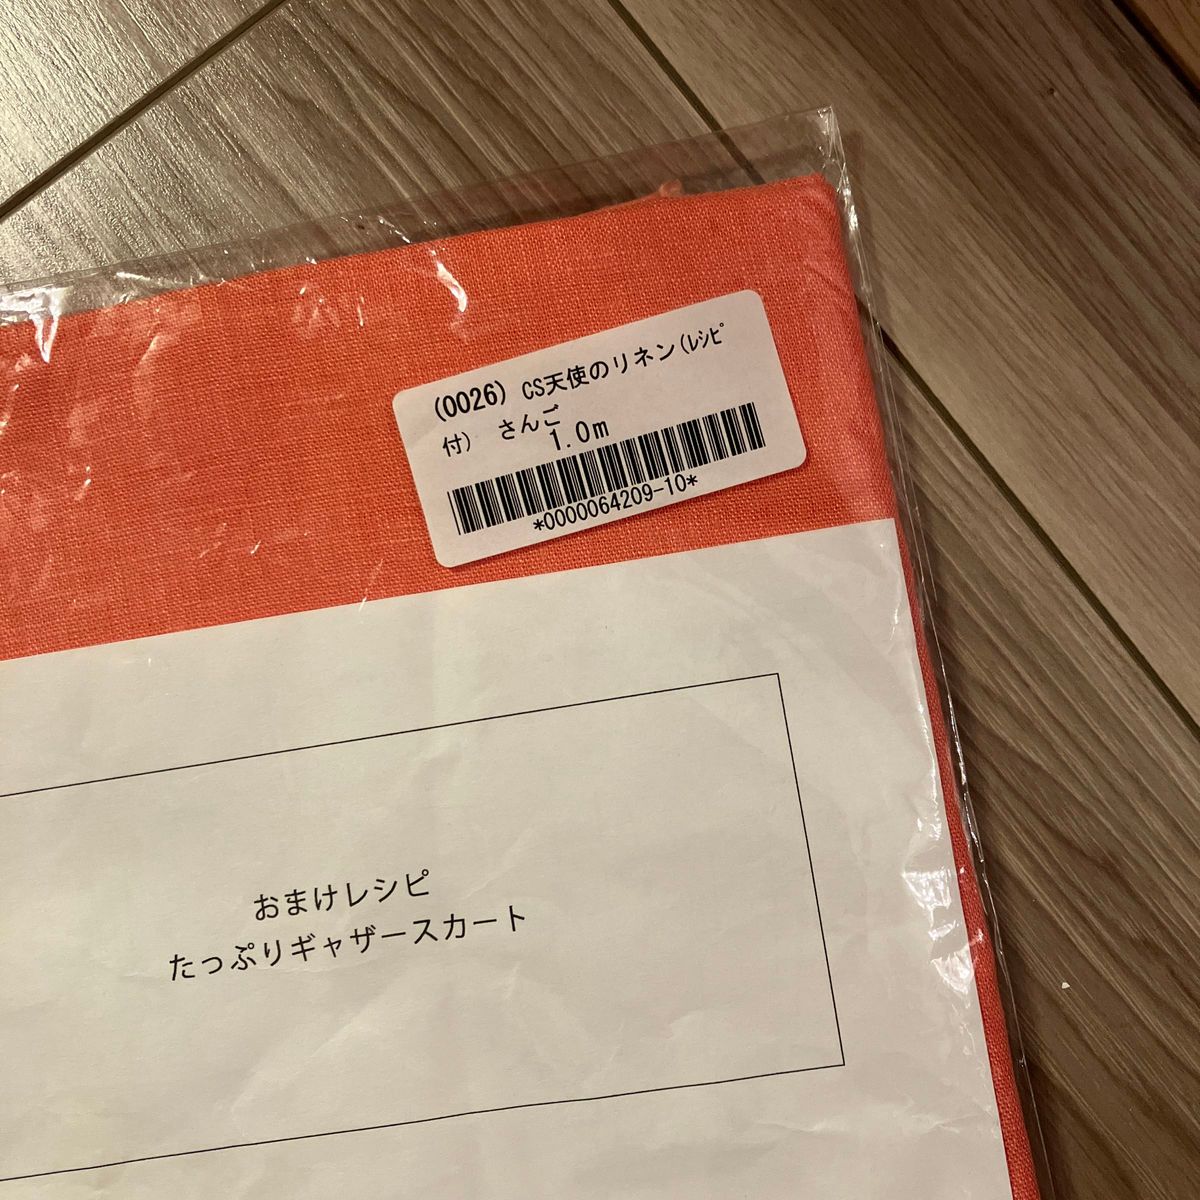 (0026) CS天使のリネン(ﾚｼﾋﾟ
付) さんご
1.0m
*0000064209-10*
おまけレシピ
たっぷりギャザースカート